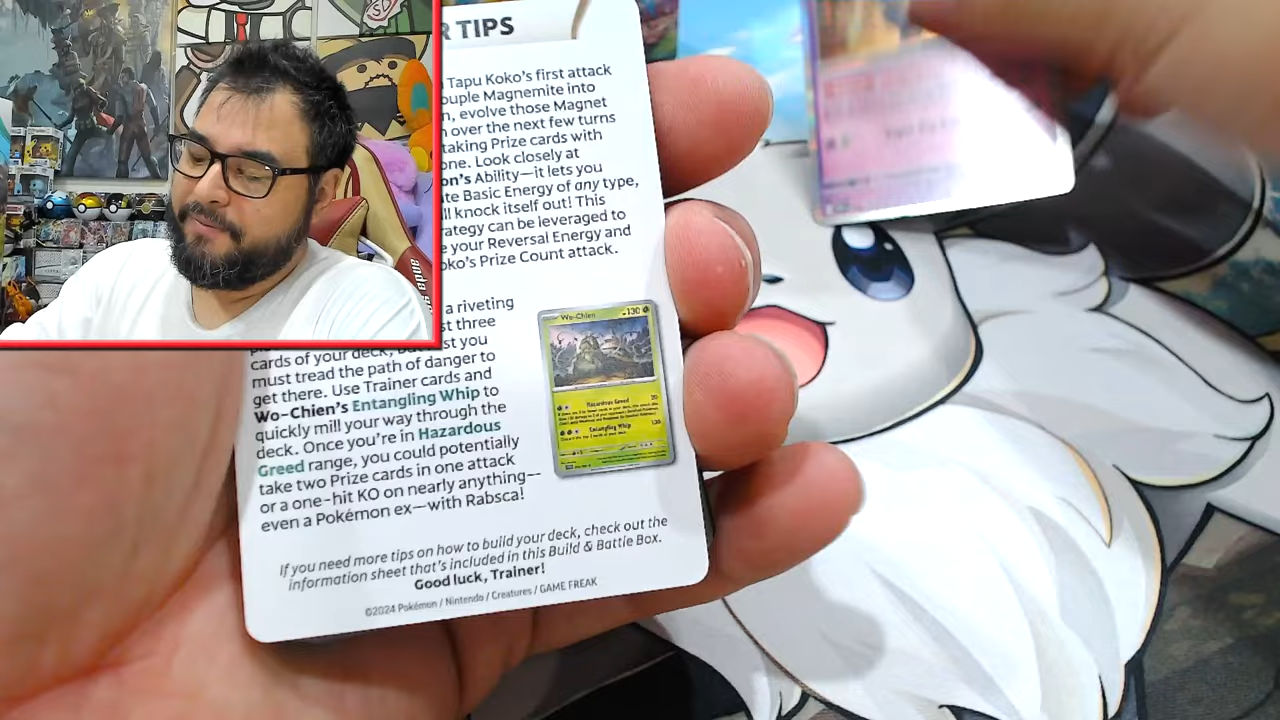 R TIPS
Tapu Koko's first attack
ouple Magnemite into
n, evolve those Magnet
n over the next few turns
taking Prize cards with
one. Look closely at
on's Ability—it lets you
te Basic Energy of any type,
ll knock itself out! This
ategy can be leveraged to
e your Reversal Energy and
oko's Prize Count attack.
a riveting
st three
cards of your deck, but first you
must tread the path of danger to
get there. Use Trainer cards and
Wo-Chien's Entangling Whip to
quickly mill your way through the
deck. Once you're in Hazardous
Greed range, you could potentially
take two Prize cards in one attack
or a one-hit KO on nearly anything—
even a Pokémon ex—with Rabsca!
Wo-Chien 130
Hazardous Greed 20
Entangling Whip 130
If you need more tips on how to build your deck, check out the
information sheet that's included in this Build & Battle Box.
Good luck, Trainer!
©2024 Pokémon / Nintendo / Creatures / GAME FREAK